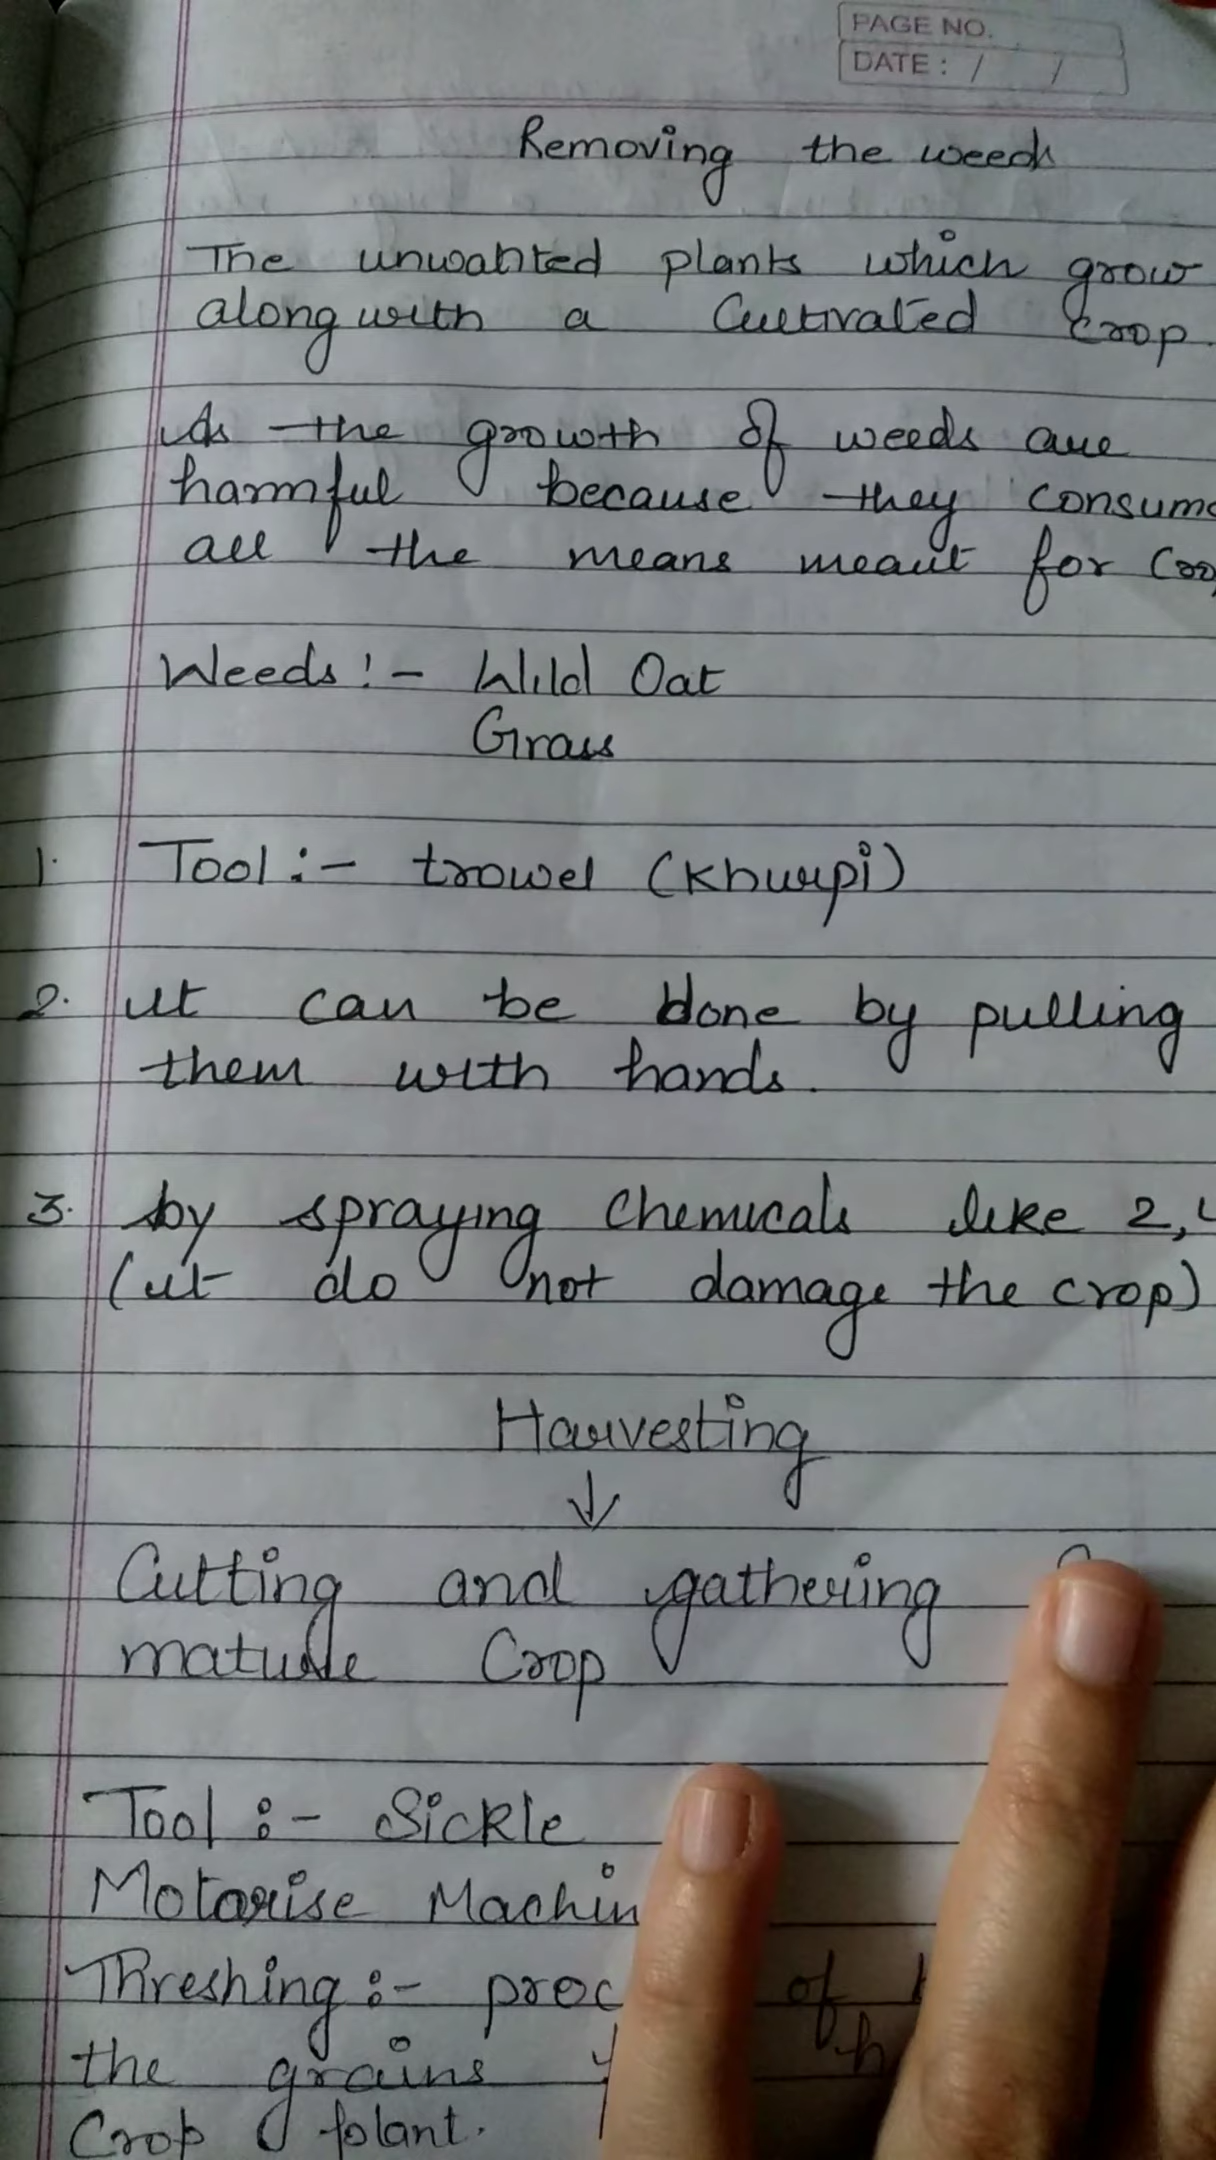 PAGE NO.
DATE: / /
Removing the weeds
The unwanted plants which grow
along with a Cultivated crop.
As the growth of weeds are
harmful because they consume
all the means meant for
Weeds:- Wild Oat
Grass
1. Tool:- trowel (Khurpi)
2. it can be done by pulling
them with hands.
3. by spraying chemicals like 2,4
(it do not damage the crop)
Harvesting
↓
Cutting and gathering
mature Crop
Tool:- Sickle
Motorise Machin
Threshing:- proc of
the grains
Crop plant.